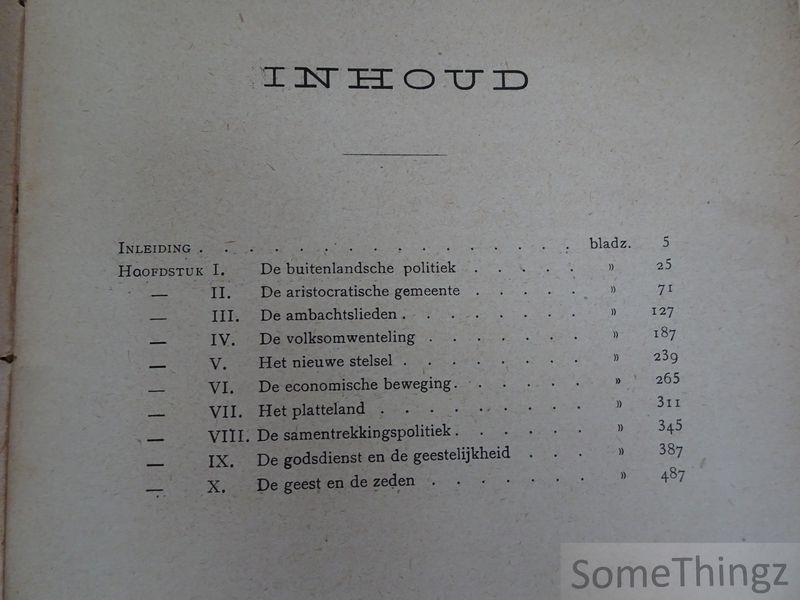 INHOUD
INLEIDING . . . . . . . . . . . . . . . . bladz. 5
HOOFDSTUK I. De buitenlandsche politiek . . . . . » 25
— II. De aristocratische gemeente . . . . . » 71
— III. De ambachtslieden . . . . . . . . » 127
— IV. De volksomwenteling . . . . . . . » 187
— V. Het nieuwe stelsel . . . . . . . . » 239
— VI. De economische beweging . . . . . . » 265
— VII. Het platteland . . . . . . . . . » 311
— VIII. De samentrekkingspolitiek . . . . . . » 345
— IX. De godsdienst en de geestelijkheid . . . » 387
— X. De geest en de zeden . . . . . . . » 487
SomeThingz